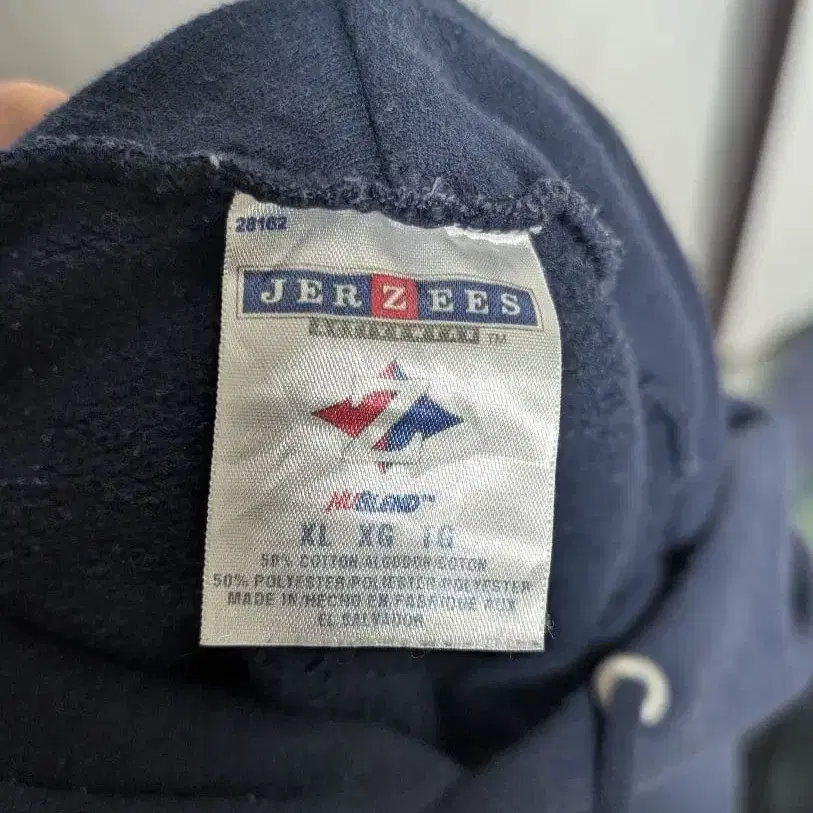 28162
JERZEES
TM
NUBLEND™
XL XG TG
50% COTTON/ALGODON/COTON
50% POLYESTER/POLIESTER/POLYESTER
MADE IN/HECHO EN/FABRIQUE AUX
EL SALVADOR